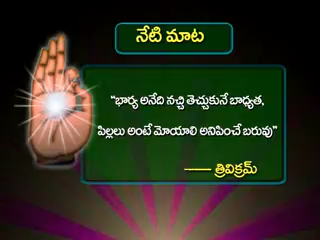 నేటి మాట
“భార్య అనేది నచ్చి తెచ్చుకునే బాధ్యత,
పిల్లలు అంటే మోయాలి అనిపించే బరువు”
—— త్రివిక్రమ్